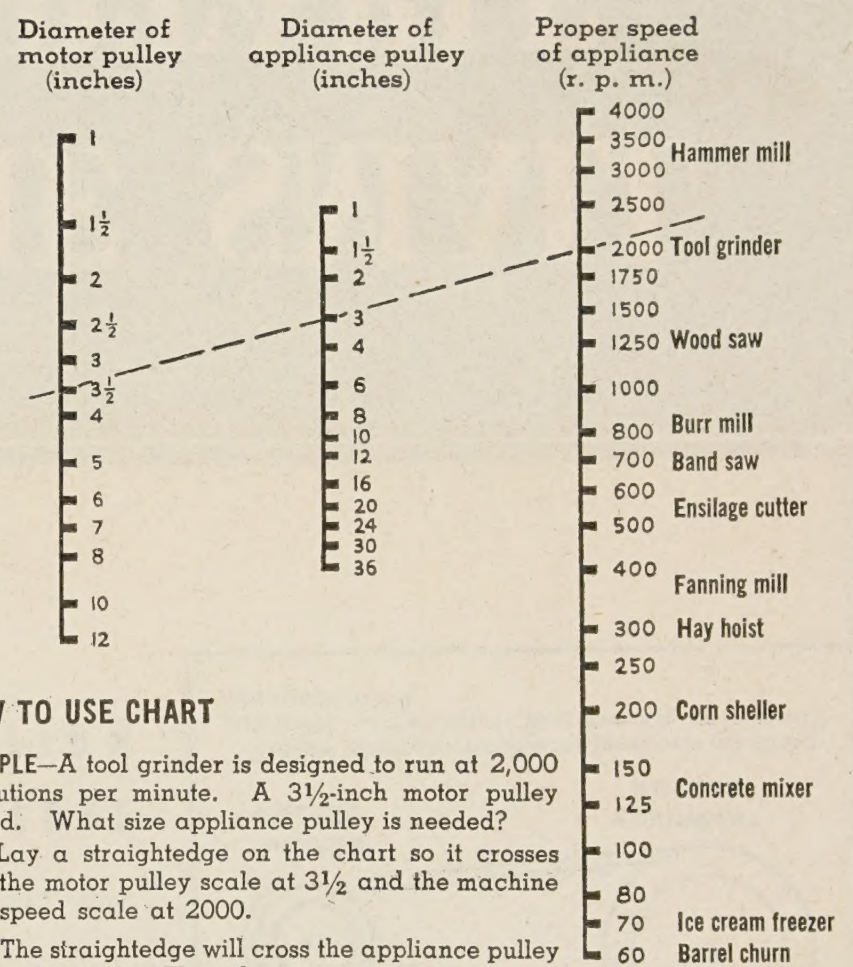 Diameter of
motor pulley
(inches)
Diameter of
appliance pulley
(inches)
Proper speed
of appliance
(r. p. m.)
1
1½
2
2½
3
3½
4
5
6
7
8
10
12
1
1½
2
3
4
6
8
10
12
16
20
24
30
36
4000
3500
Hammer mill
3000
2500
2000 Tool grinder
1750
1500
1250 Wood saw
1000
800 Burr mill
700 Band saw
600
Ensilage cutter
500
400
Fanning mill
300 Hay hoist
250
200 Corn sheller
150
Concrete mixer
125
100
80
70 Ice cream freezer
60 Barrel churn
TO USE CHART
PLE—A tool grinder is designed to run at 2,000
utions per minute. A 3½-inch motor pulley
d. What size appliance pulley is needed?
Lay a straightedge on the chart so it crosses
the motor pulley scale at 3½ and the machine
speed scale at 2000.
The straightedge will cross the appliance pulley